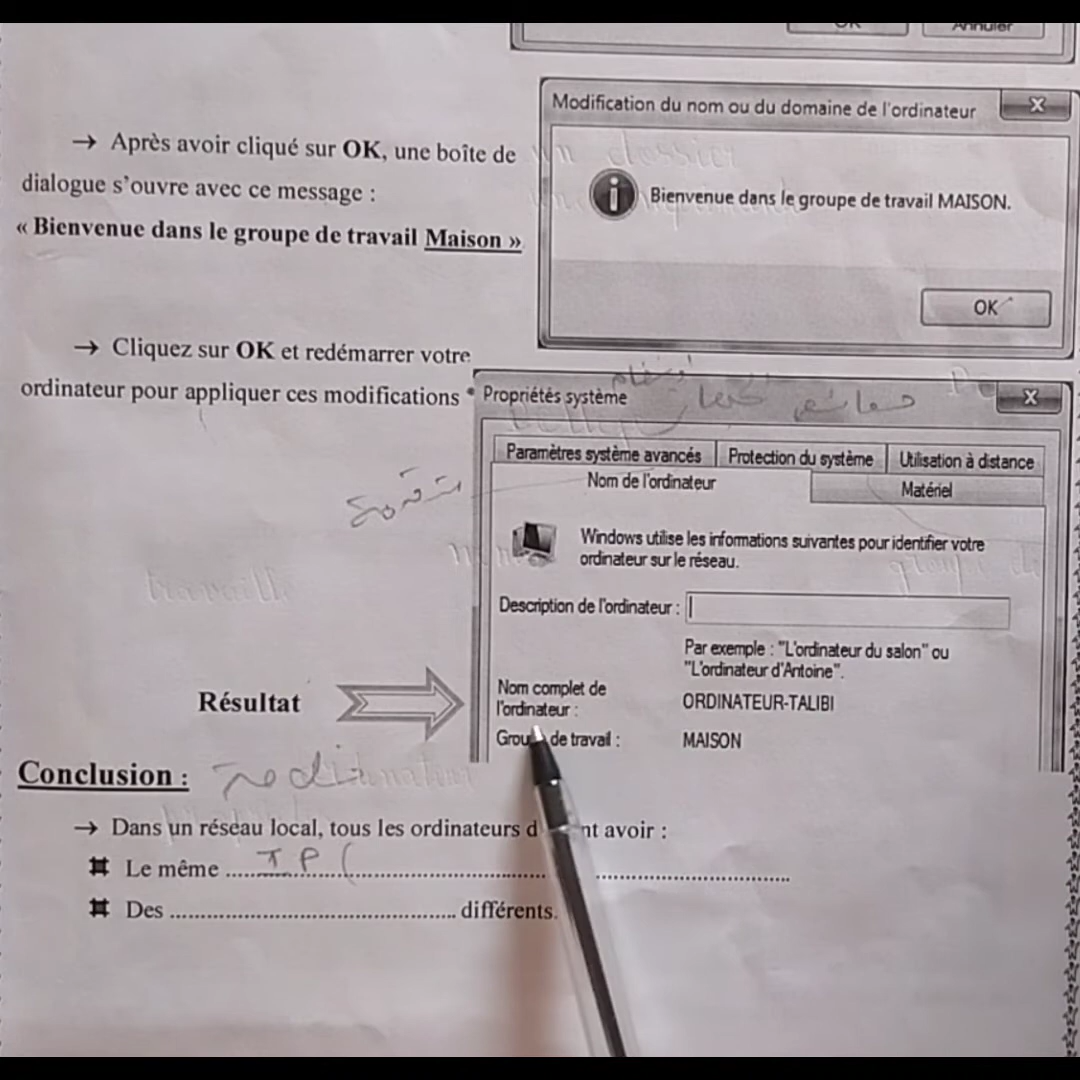 Annuler
→ Après avoir cliqué sur OK, une boîte de
dialogue s'ouvre avec ce message :
« Bienvenue dans le groupe de travail Maison »
Modification du nom ou du domaine de l'ordinateur
Bienvenue dans le groupe de travail MAISON.
OK
→ Cliquez sur OK et redémarrer votre
ordinateur pour appliquer ces modifications
Propriétés système
Paramètres système avancés Protection du système Utilisation à distance
Nom de l'ordinateur Matériel
Windows utilise les informations suivantes pour identifier votre
ordinateur sur le réseau.
Description de l'ordinateur :
Par exemple : "L'ordinateur du salon" ou
"L'ordinateur d'Antoine".
Nom complet de
l'ordinateur : ORDINATEUR-TALIBI
de travail : MAISON
Résultat
Conclusion :
→ Dans un réseau local, tous les ordinateurs avoir :
Le même ..... I P (.....
Des ..... différents.